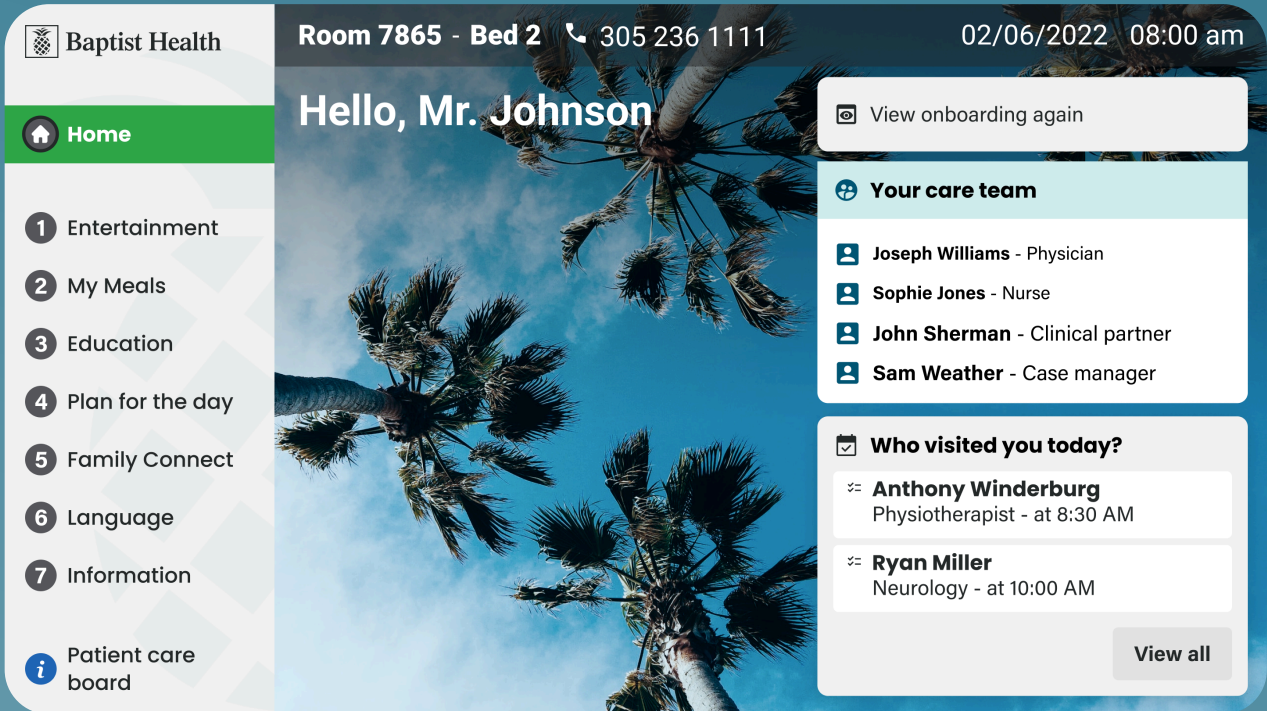 Baptist Health
Room 7865 - Bed 2 305 236 1111 02/06/2022 08:00 am
Home
1 Entertainment
2 My Meals
3 Education
4 Plan for the day
5 Family Connect
6 Language
7 Information
i Patient care
board
Hello, Mr. Johnson
View onboarding again
Your care team
Joseph Williams - Physician
Sophie Jones - Nurse
John Sherman - Clinical partner
Sam Weather - Case manager
Who visited you today?
Anthony Winderburg
Physiotherapist - at 8:30 AM
Ryan Miller
Neurology - at 10:00 AM
View all